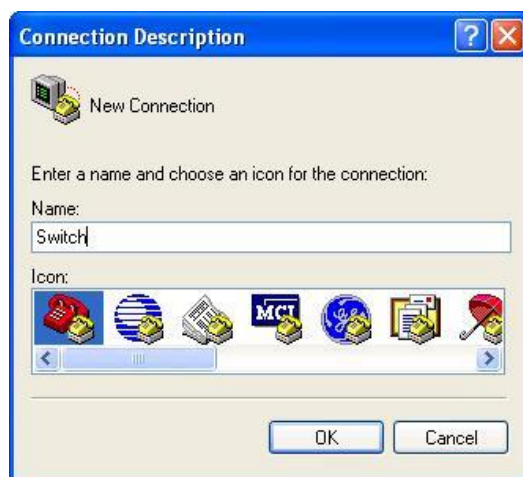 Connection Description
New Connection
Enter a name and choose an icon for the connection:
Name:
Switch
Icon:
MCI
OK
Cancel